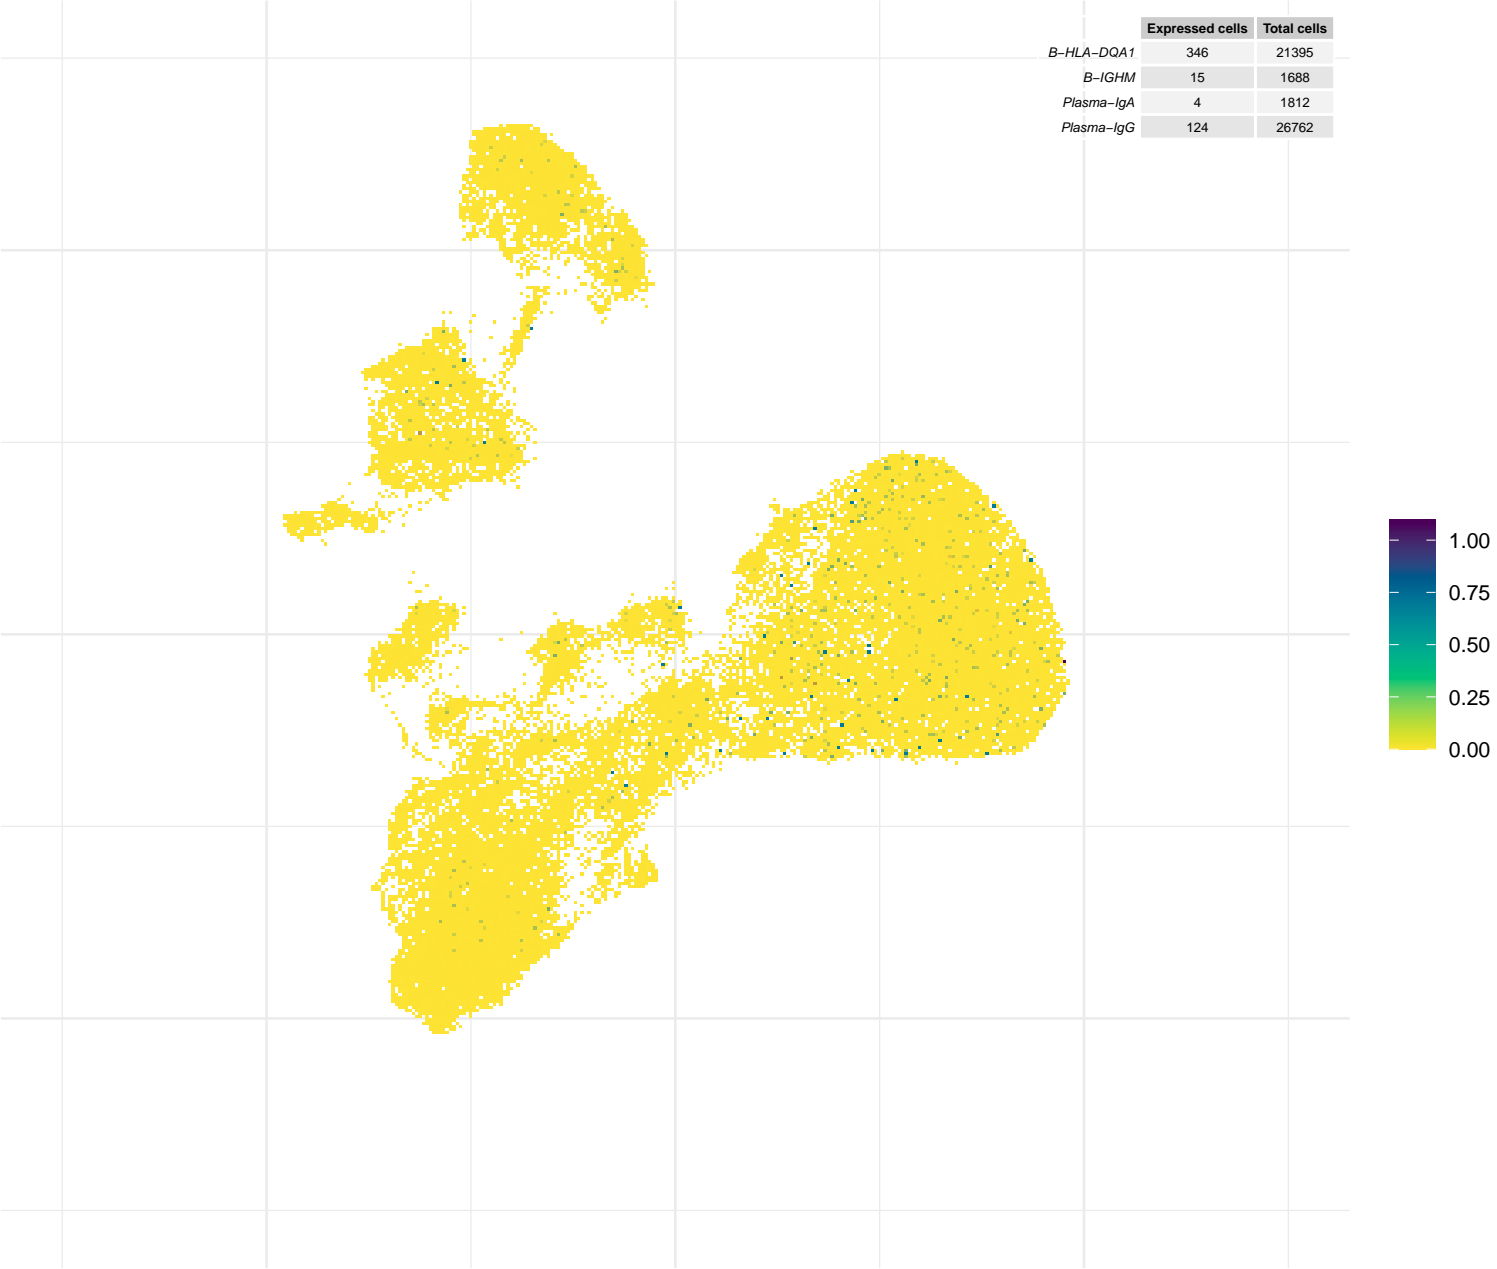 Expressed cells Total cells
B−HLA−DQA1 346 21395
B−IGHM 15 1688
Plasma−IgA 4 1812
Plasma−IgG 124 26762
1.00
0.75
0.50
0.25
0.00